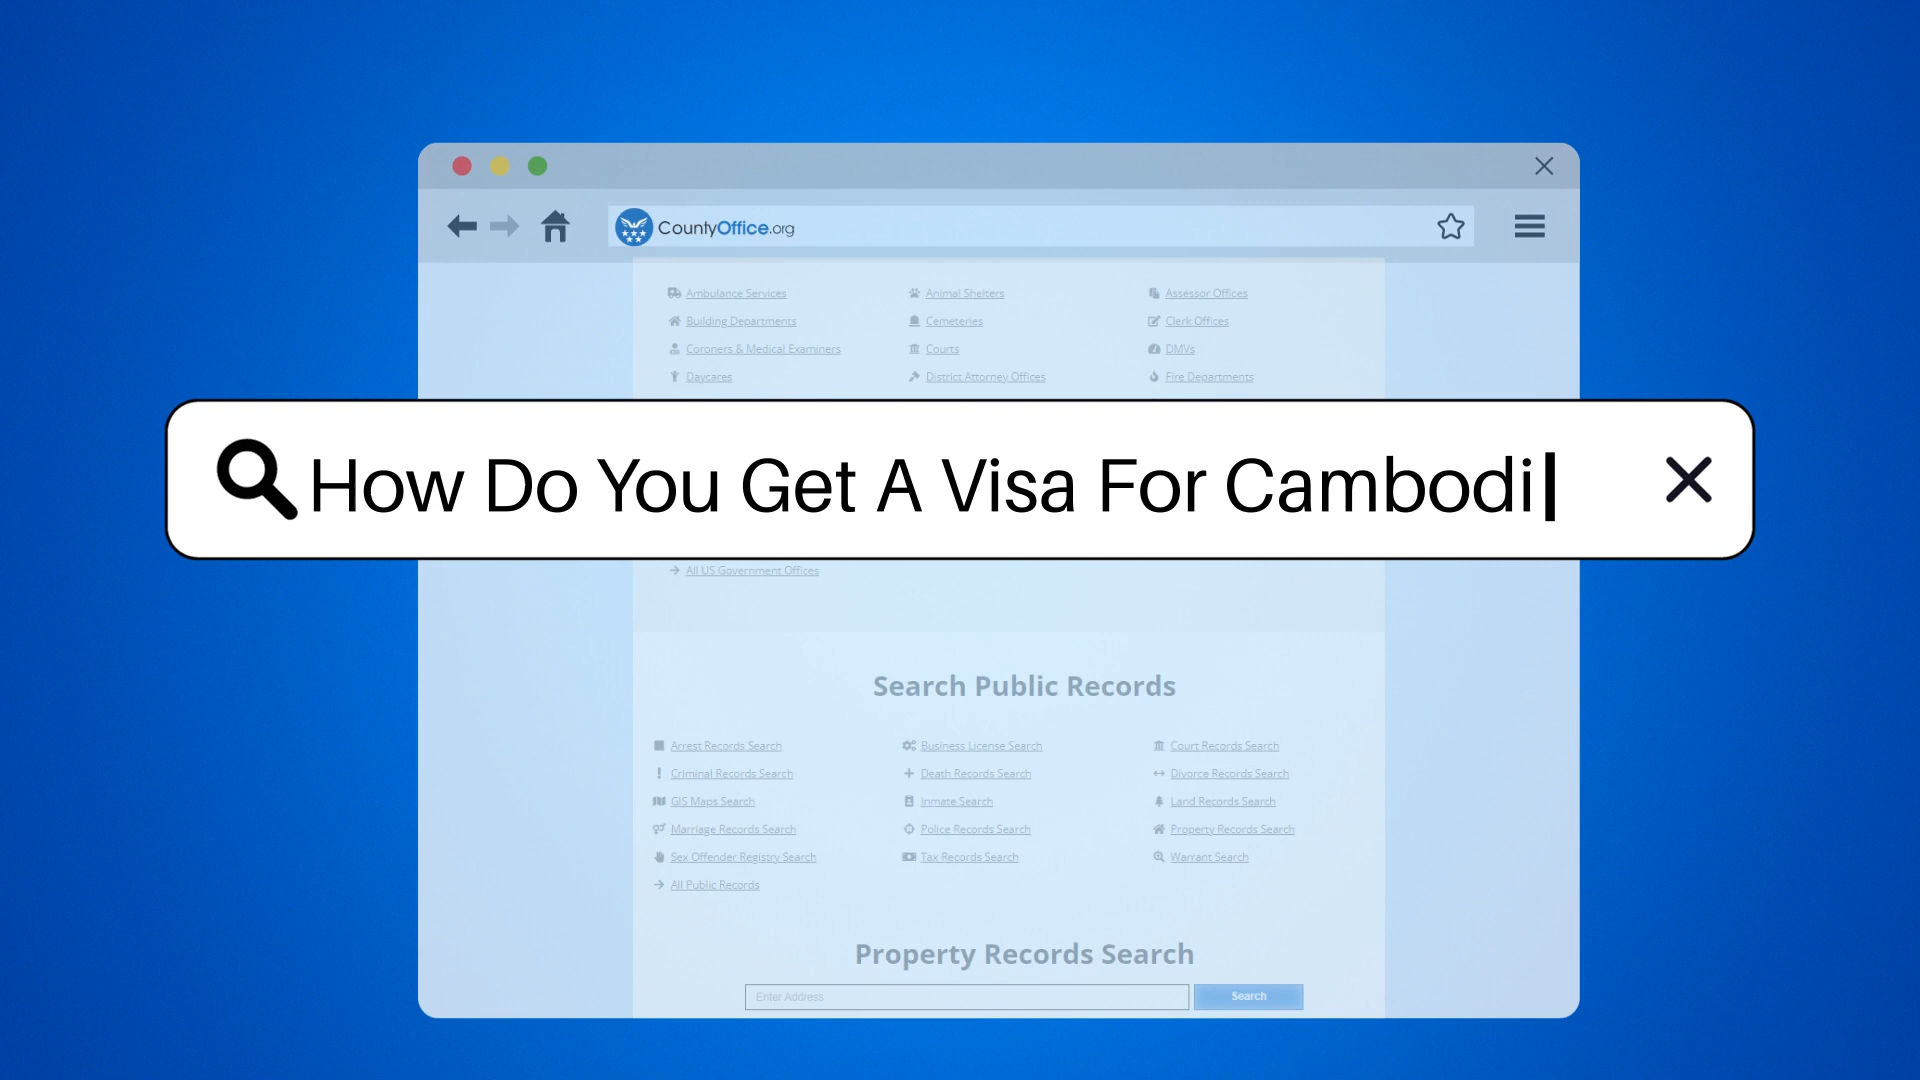 CountyOffice.org
Ambulance Services Animal Shelters Assessor Offices
Building Departments Cemeteries Clerk Offices
Coroners & Medical Examiners Courts DMVs
Daycares District Attorney Offices Fire Departments
How Do You Get A Visa For Cambodi
All US Government Offices
Search Public Records
Arrest Records Search Business License Search Court Records Search
Criminal Records Search Death Records Search Divorce Records Search
GIS Maps Search Inmate Search Land Records Search
Marriage Records Search Police Records Search Property Records Search
Sex Offender Registry Search Tax Records Search Warrant Search
All Public Records
Property Records Search
Enter Address Search